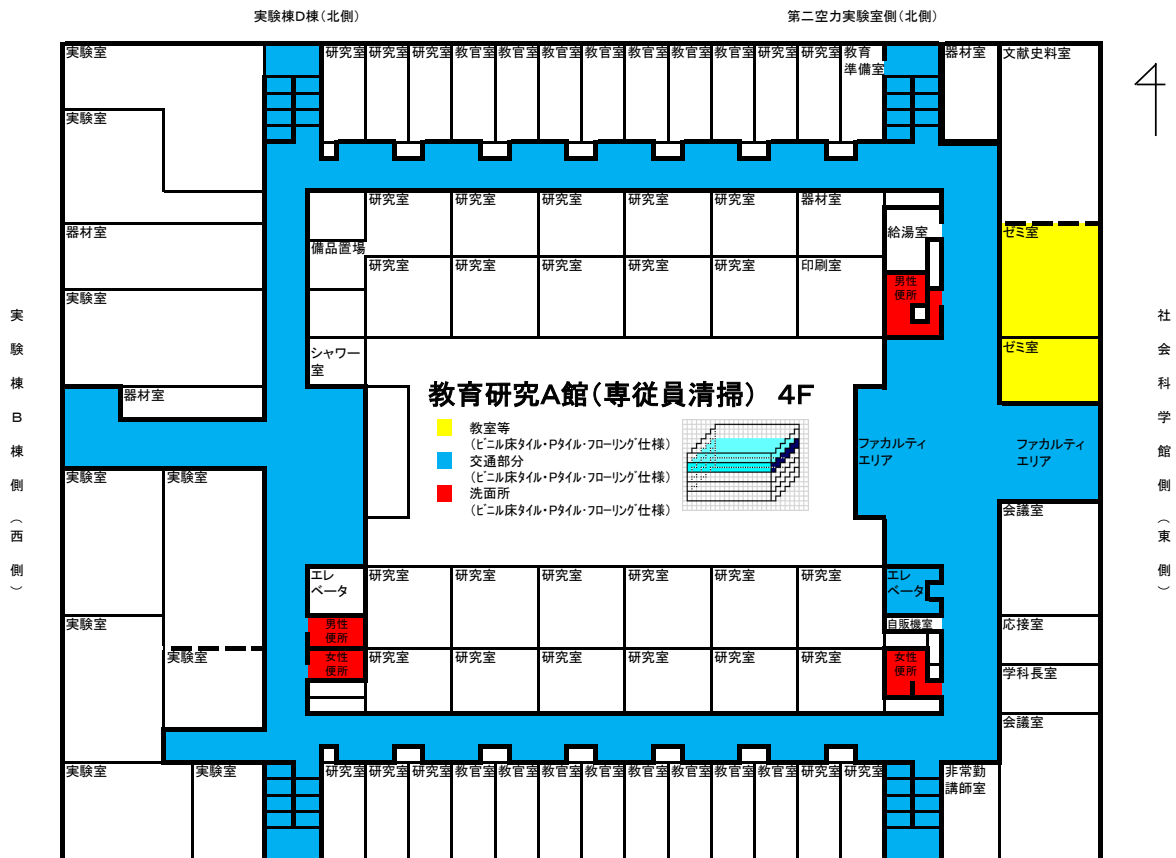 実験棟D棟(北側)
第二空力実験室側(北側)
実験室
研究室
研究室
研究室
教官室
教官室
教官室
教官室
教官室
教官室
教官室
研究室
研究室
教育
準備室
器材室
文献史料室
実験室
研究室
研究室
研究室
研究室
研究室
器材室
器材室
備品置場
給湯室
ゼミ室
研究室
研究室
研究室
研究室
研究室
印刷室
男性
便所
実験室
シャワー
室
ゼミ室
器材室
教育研究A館(専従員清掃) 4F
教室等
(ビニル床タイル・Pタイル・フローリング仕様)
交通部分
(ビニル床タイル・Pタイル・フローリング仕様)
洗面所
(ビニル床タイル・Pタイル・フローリング仕様)
ファカルティ
エリア
ファカルティ
エリア
実験棟B棟側(西側)
社会科学館側(東側)
実験室
実験室
会議室
エレ
ベータ
研究室
研究室
研究室
研究室
研究室
研究室
エレ
ベータ
実験室
男性
便所
自販機室
応接室
実験室
女性
便所
研究室
研究室
研究室
研究室
研究室
研究室
女性
便所
学科長室
会議室
実験室
実験室
研究室
研究室
研究室
教官室
教官室
教官室
教官室
教官室
教官室
教官室
教官室
研究室
研究室
非常勤
講師室